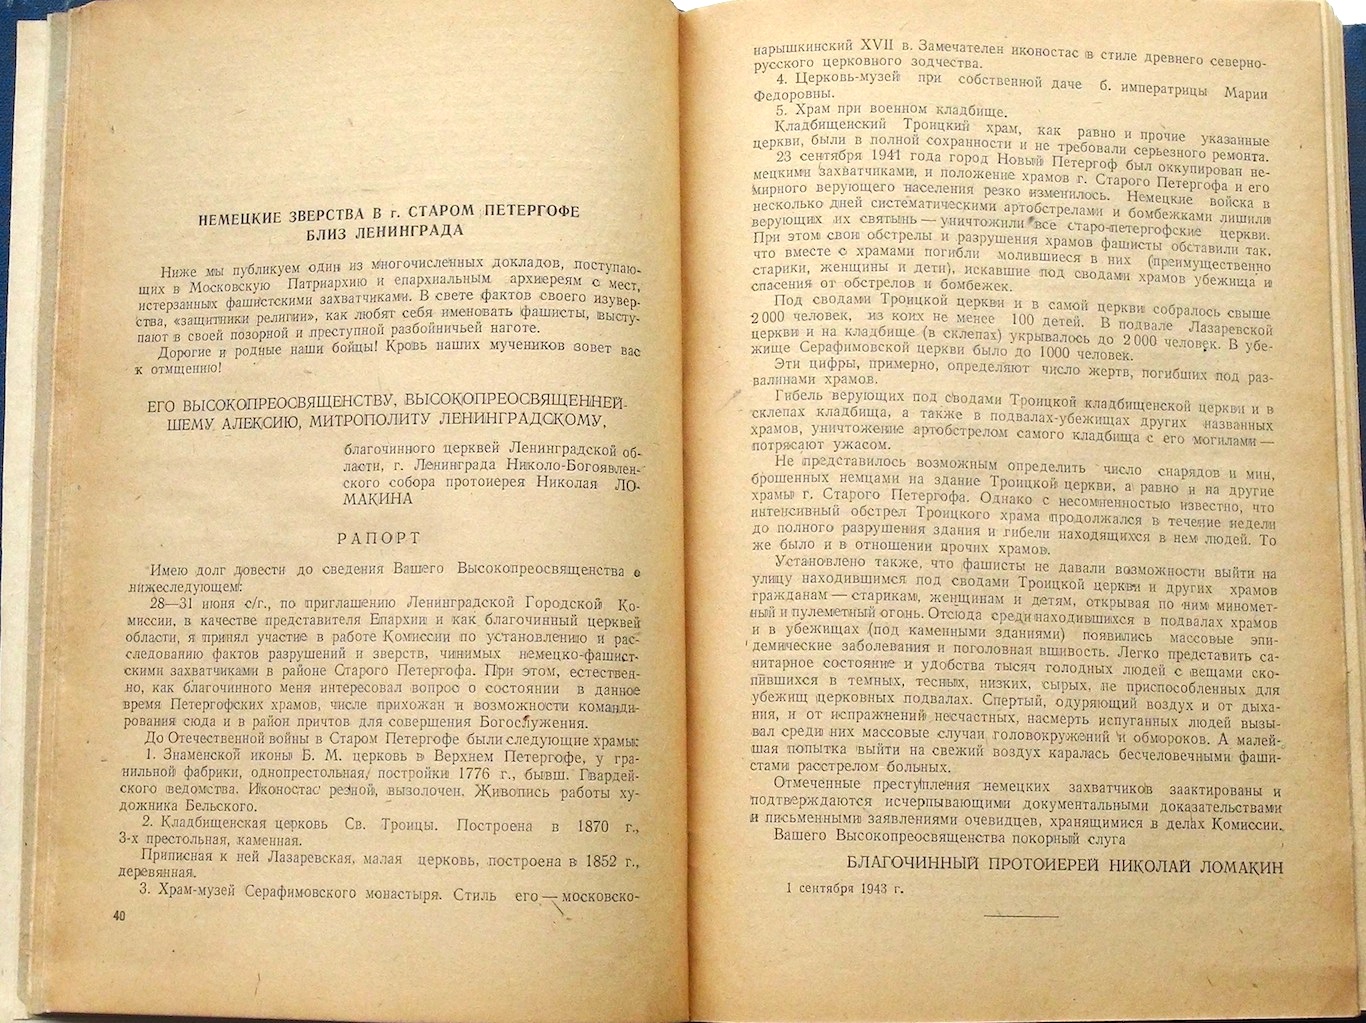 НЕМЕЦКИЕ ЗВЕРСТВА В г. СТАРОМ ПЕТЕРГОФЕ
БЛИЗ ЛЕНИНГРАДА
Ниже мы публикуем один из многочисленных докладов, поступаю-
щих в Московскую Патриархию и епархиальным архиереям с мест,
истерзанных фашистскими захватчиками. В свете фактов своего изувер-
ства, «защитники религии», как любят себя именовать фашисты, высту-
пают в своей позорной и преступной разбойничьей наготе.
Дорогие и родные наши бойцы! Кровь наших мучеников зовет вас
к отмщению!
ЕГО ВЫСОКОПРЕОСВЯЩЕНСТВУ, ВЫСОКОПРЕОСВЯЩЕННЕЙ-
ШЕМУ АЛЕКСИЮ, МИТРОПОЛИТУ ЛЕНИНГРАДСКОМУ,
благочинного церквей Ленинградской об-
ласти, г. Ленинграда Николо-Богоявлен-
ского собора протоиерея Николая ЛО-
МАКИНА
РАПОРТ
Имею долг довести до сведения Вашего Высокопреосвященства о
нижеследующем:
28—31 июня с/г., по приглашению Ленинградской Городской Ко-
миссии, в качестве представителя Епархии и как благочинный церквей
области, я принял участие в работе Комиссии по установлению и рас-
следованию фактов разрушений и зверств, чинимых немецко-фашист-
скими захватчиками в районе Старого Петергофа. При этом, естествен-
но, как благочинного меня интересовал вопрос о состоянии в данное
время Петергофских храмов, числе прихожан и возможности команди-
рования сюда и в район причтов для совершения Богослужения.
До Отечественной войны в Старом Петергофе были следующие храмы:
1. Знаменской иконы Б. М. церковь в Верхнем Петергофе, у гра-
нильной фабрики, однопрестольная, постройки 1776 г., бывш. Гвардей-
ского ведомства. Иконостас резной, вызолочен. Живопись работы ху-
дожника Бельского.
2. Кладбищенская церковь Св. Троицы. Построена в 1870 г.,
3-х престольная, каменная.
Приписная к ней Лазаревская, малая церковь, построена в 1852 г.,
деревянная.
3. Храм-музей Серафимовского монастыря. Стиль его — московско-
40
нарышкинский XVII в. Замечателен иконостас в стиле древнего северно-
русского церковного зодчества.
4. Церковь-музей при собственной даче б. императрицы Марии
Федоровны.
5. Храм при военном кладбище.
Кладбищенский Троицкий храм, как равно и прочие указанные
церкви, были в полной сохранности и не требовали серьезного ремонта.
23 сентября 1941 года город Новый Петергоф был оккупирован не-
мецкими захватчиками, и положение храмов г. Старого Петергофа и его
мирного верующего населения резко изменилось. Немецкие войска в
несколько дней систематическими артобстрелами и бомбежками лишили
верующих их святынь — уничтожили все старо-петергофские церкви.
При этом свои обстрелы и разрушения храмов фашисты обставили так,
что вместе с храмами погибли молившиеся в них (преимущественно
старики, женщины и дети), искавшие под сводами храмов убежища и
спасения от обстрелов и бомбежек.
Под сводами Троицкой церкви и в самой церкви собралось свыше
2 000 человек, из коих не менее 100 детей. В подвале Лазаревской
церкви и на кладбище (в склепах) укрывалось до 2 000 человек. В убе-
жище Серафимовской церкви было до 1000 человек.
Эти цифры, примерно, определяют число жертв, погибших под раз-
валинами храмов.
Гибель верующих под сводами Троицкой кладбищенской церкви и в
склепах кладбища, а также в подвалах-убежищах других названных
храмов, уничтожение артобстрелом самого кладбища с его могилами —
потрясают ужасом.
Не представилось возможным определить число снарядов и мин,
брошенных немцами на здание Троицкой церкви, а равно и на другие
храмы г. Старого Петергофа. Однако с несомненностью известно, что
интенсивный обстрел Троицкого храма продолжался в течение недели
до полного разрушения здания и гибели находящихся в нем людей. То
же было и в отношении прочих храмов.
Установлено также, что фашисты не давали возможности выйти на
улицу находившимся под сводами Троицкой церкви и других храмов
гражданам — старикам, женщинам и детям, открывая по ним миномет-
ный и пулеметный огонь. Отсюда среди находившихся в подвалах храмов
и в убежищах (под каменными зданиями) появились массовые эпи-
демические заболевания и поголовная вшивость. Легко представить са-
нитарное состояние и удобства тысяч голодных людей с вещами ско-
пившихся в темных, тесных, низких, сырых, не приспособленных для
убежищ церковных подвалах. Спертый, одуряющий воздух и от дыха-
ния, и от испражнений несчастных, насмерть испуганных людей вызы-
вал среди них массовые случаи головокружений и обмороков. А малей-
шая попытка выйти на свежий воздух каралась бесчеловечными фаши-
стами расстрелом больных.
Отмеченные преступления немецких захватчиков заактированы и
подтверждаются исчерпывающими документальными доказательствами
и письменными заявлениями очевидцев, хранящимися в делах Комиссии.
Вашего Высокопреосвященства покорный слуга
БЛАГОЧИННЫЙ ПРОТОИЕРЕЙ НИКОЛАЙ ЛОМАКИН
1 сентября 1943 г.